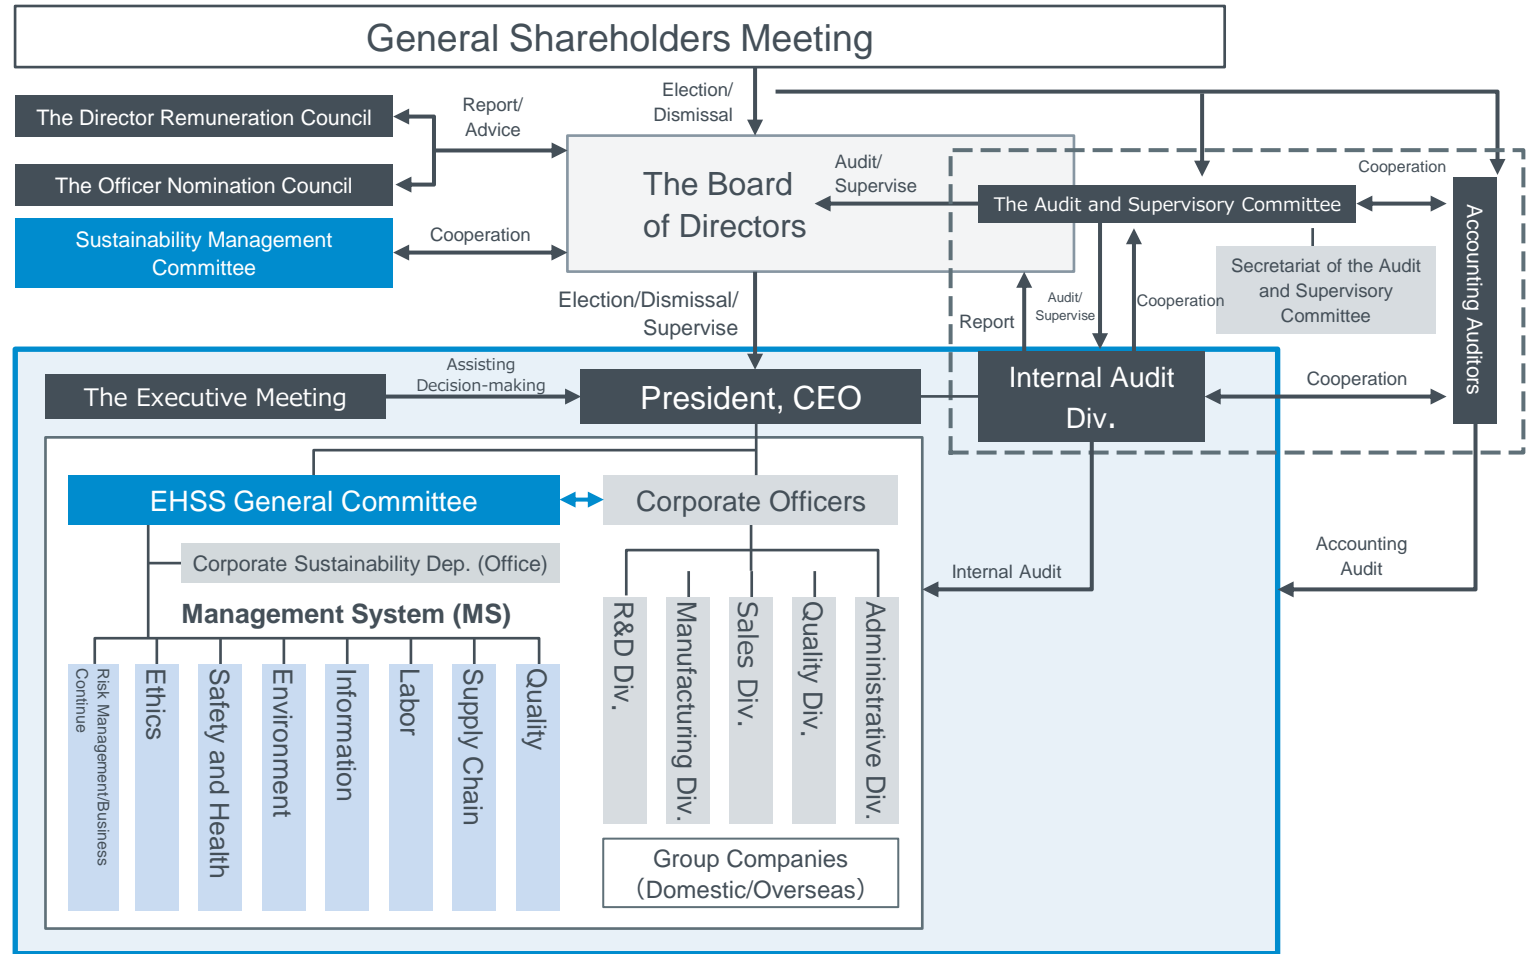 General Shareholders Meeting
Election/
Dismissal
The Director Remuneration Council
Report/
Advice
The Officer Nomination Council
Sustainability Management
Committee
Cooperation
The Board
of Directors
Audit/
Supervise
The Audit and Supervisory Committee
Cooperation
Accounting Auditors
Secretariat of the Audit
and Supervisory
Committee
Election/Dismissal/
Supervise
Report
Audit/
Supervise
Cooperation
The Executive Meeting
Assisting
Decision-making
President, CEO
Internal Audit
Div.
Cooperation
EHSS General Committee
Corporate Officers
Corporate Sustainability Dep. (Office)
Management System (MS)
Risk Management/Business
Continue
Ethics
Safety and Health
Environment
Information
Labor
Supply Chain
Quality
R&D Div.
Manufacturing Div.
Sales Div.
Quality Div.
Administrative Div.
Group Companies
（Domestic/Overseas）
Internal Audit
Accounting
Audit